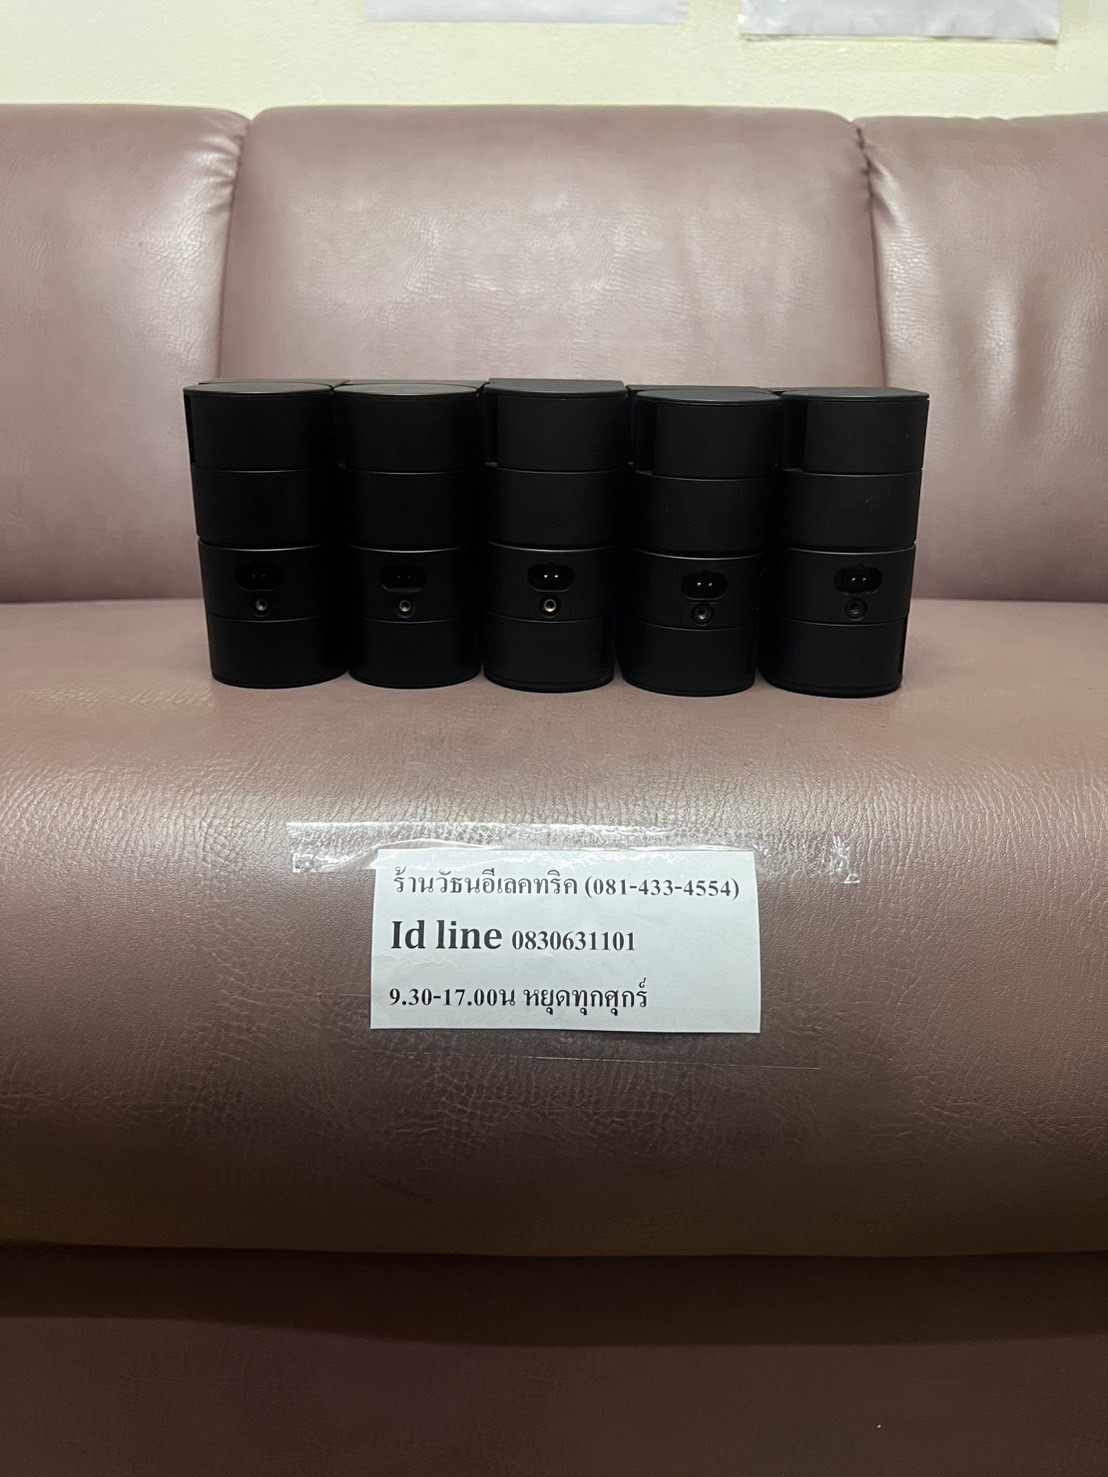 ร้านวัธนอีเลคทริค (081-433-4554)
Id line 0830631101
9.30-17.00น หยุดทุกศุกร์